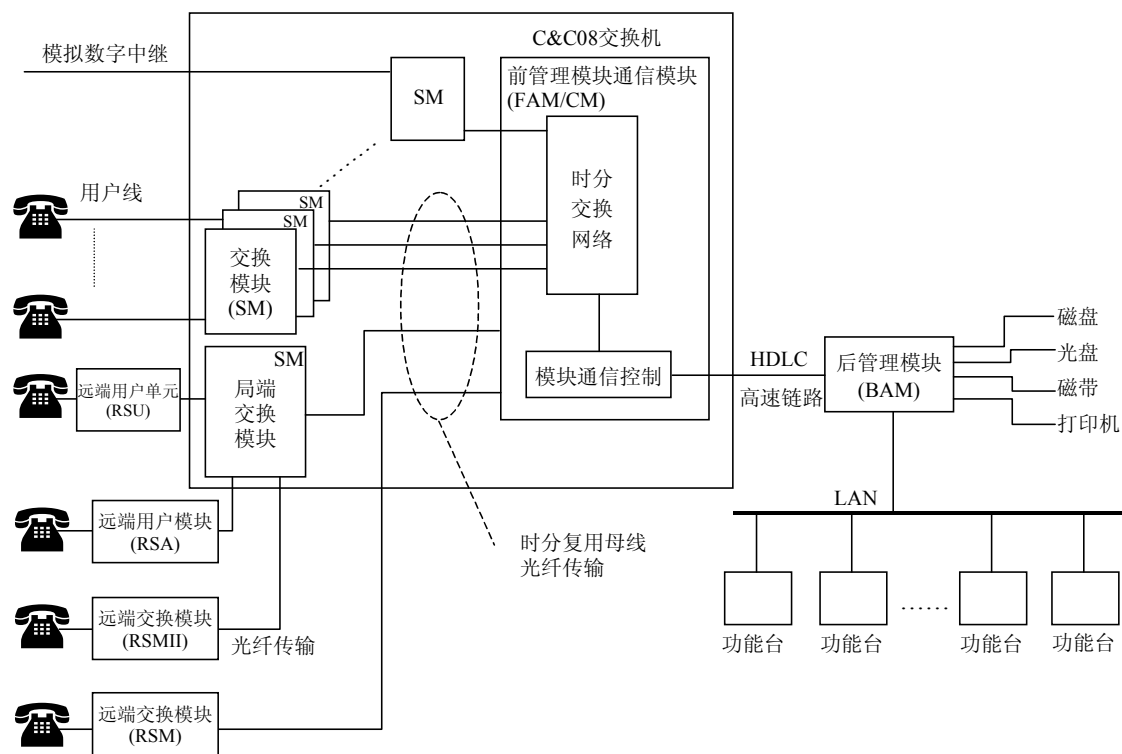 C&C08交换机
模拟数字中继
SM
前管理模块通信模块
(FAM/CM)
时分
交换
网络
用户线
SM
SM
交换
模块
(SM)
SM
局端
交换
模块
模块通信控制
HDLC
高速链路
后管理模块
(BAM)
磁盘
光盘
磁带
打印机
远端用户单元
(RSU)
LAN
远端用户模块
(RSA)
时分复用母线
光纤传输
远端交换模块
(RSMII)
光纤传输
功能台
功能台
……
功能台
功能台
远端交换模块
(RSM)